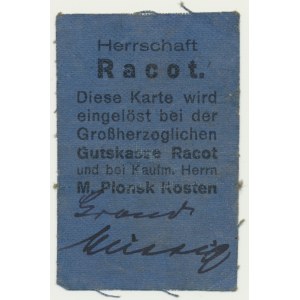 Herrschaft
Racot.
Diese Karte wird
eingelöst bei der
Großherzoglichen
Gutskasse Racot
und bei Kaufm. Herrn
M. Plonsk Kosten